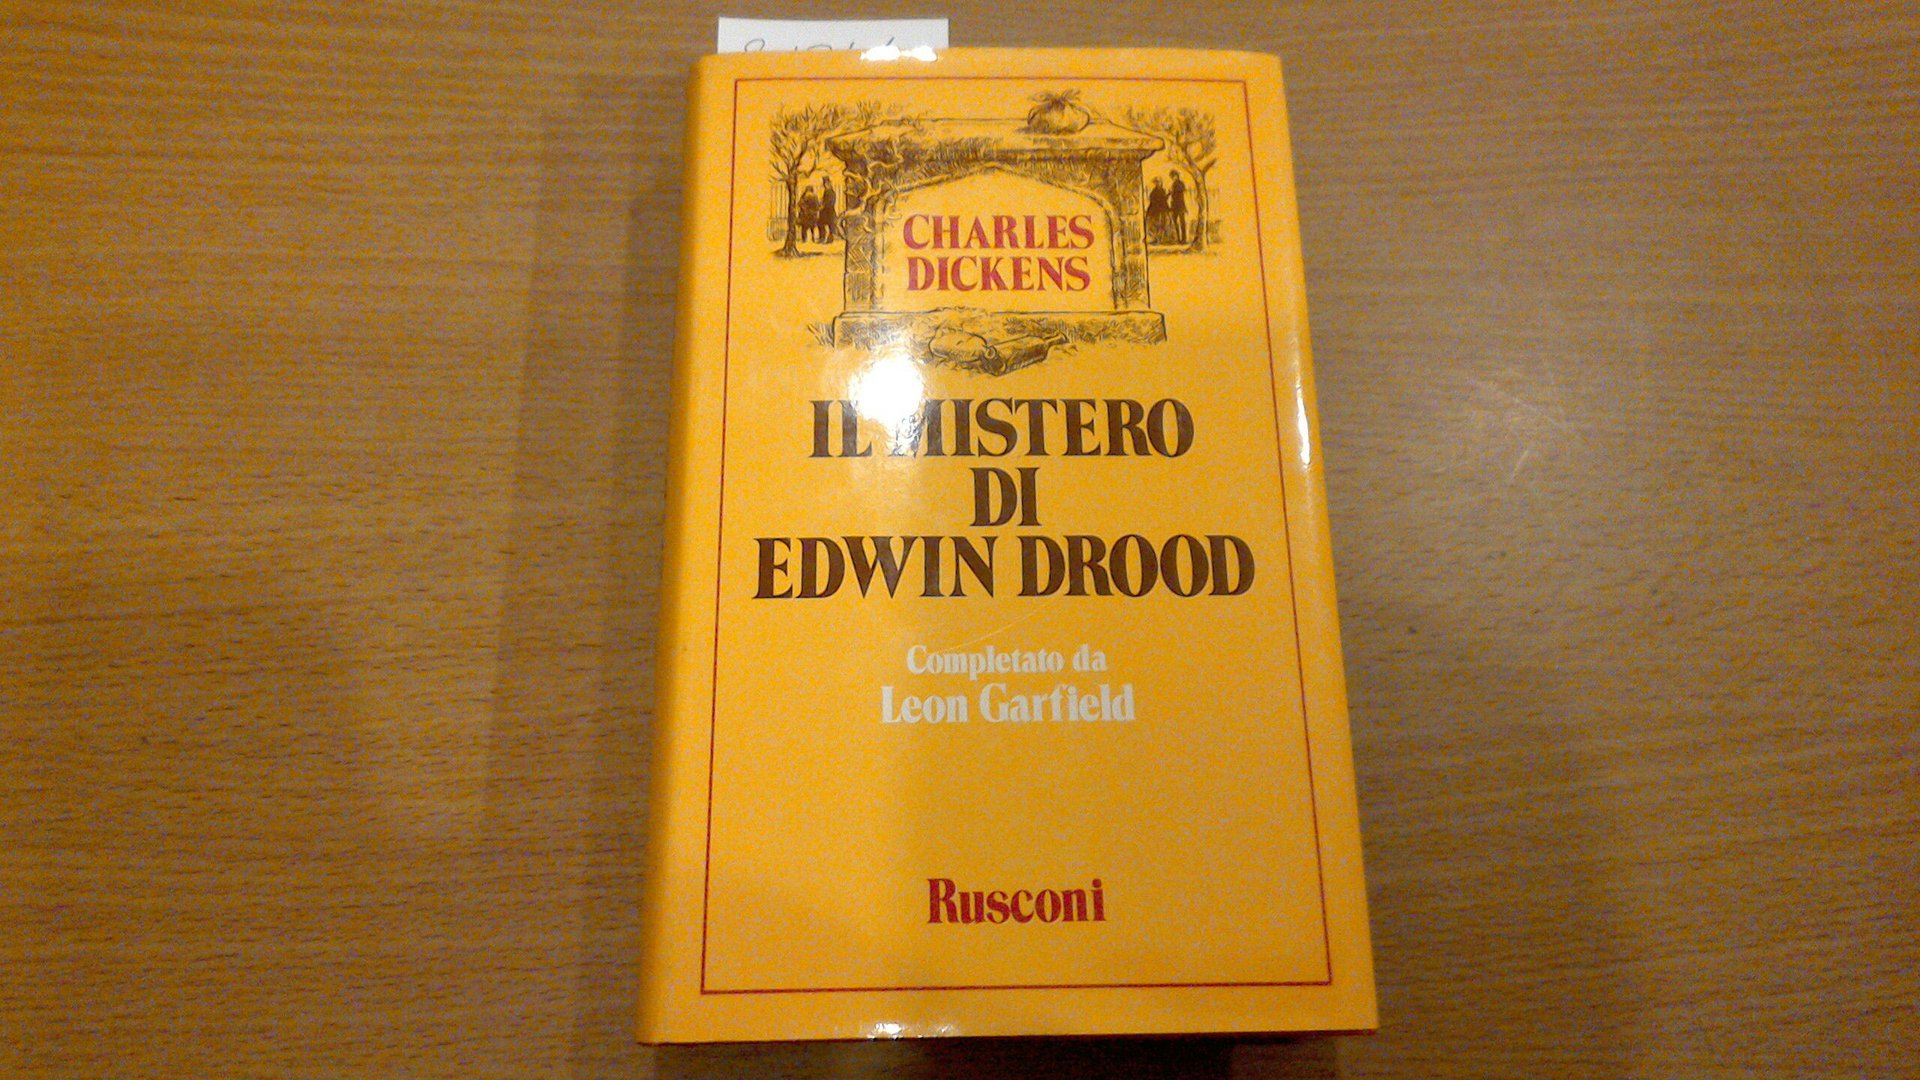 CHARLES
DICKENS
IL MISTERO
DI
EDWIN DROOD
Completato da
Leon Garfield
Rusconi